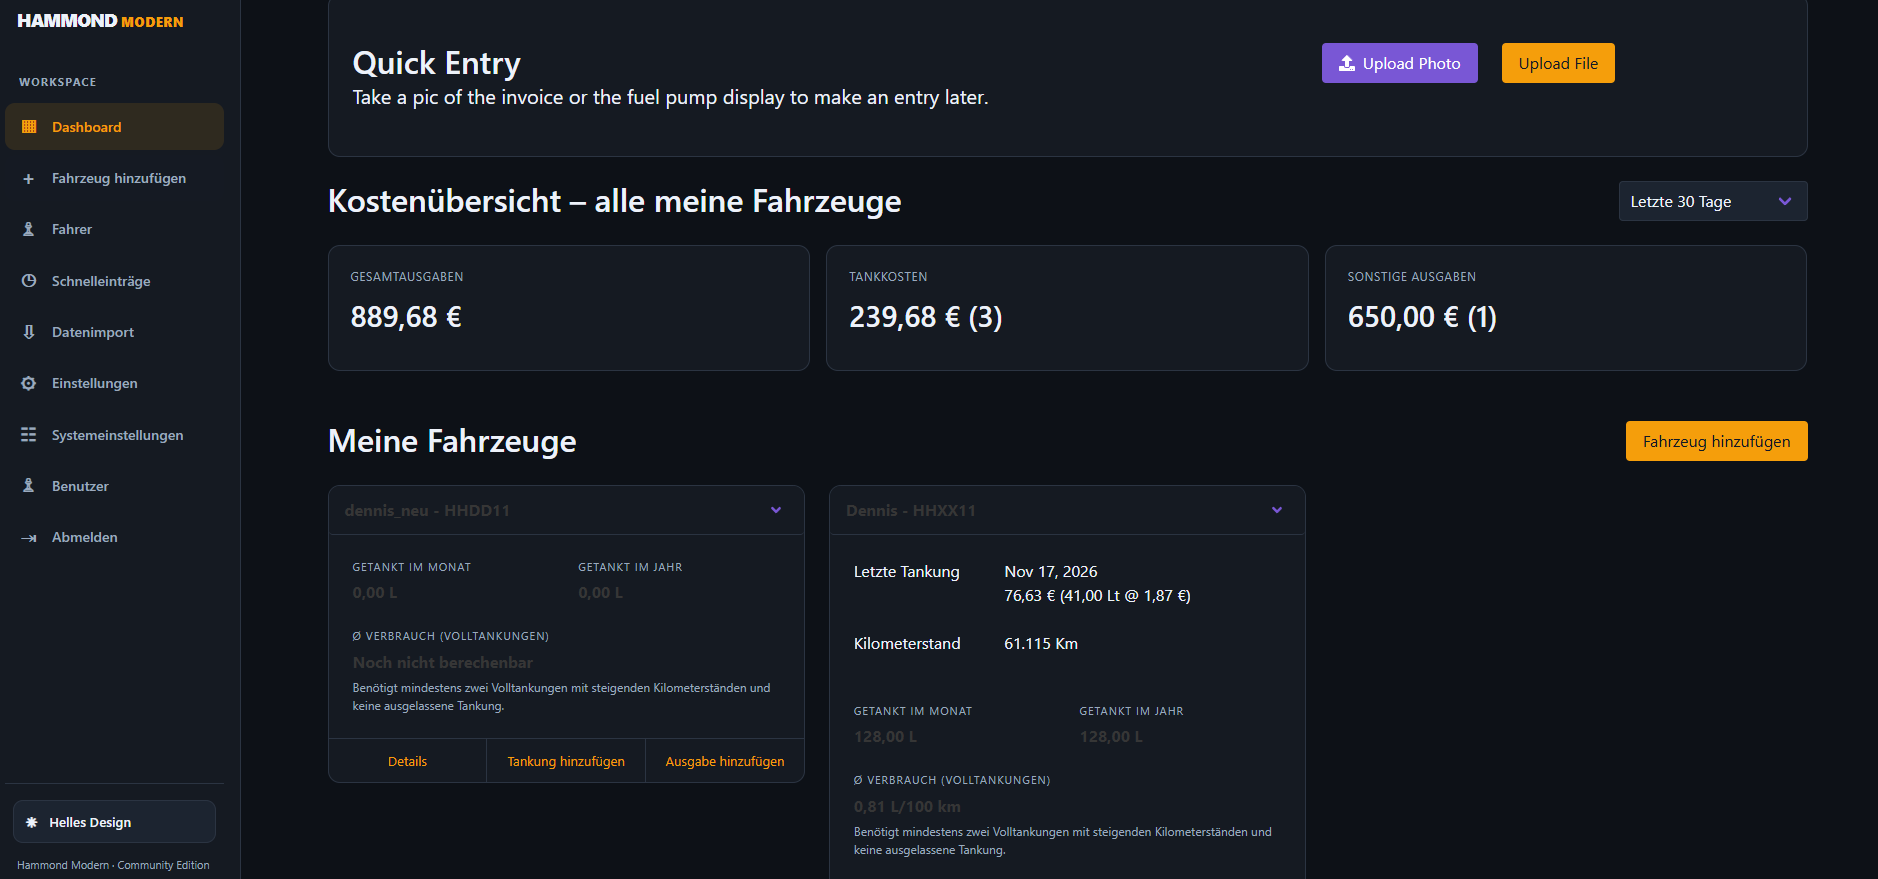 HAMMOND MODERN
WORKSPACE
Dashboard
Fahrzeug hinzufügen
Fahrer
Schnelleinträge
Datenimport
Einstellungen
Systemeinstellungen
Benutzer
Abmelden
Helles Design
Hammond Modern · Community Edition
Quick Entry
Take a pic of the invoice or the fuel pump display to make an entry later.
Upload Photo
Upload File
Kostenübersicht – alle meine Fahrzeuge
Letzte 30 Tage
GESAMTAUSGABEN
889,68 €
TANKKOSTEN
239,68 € (3)
SONSTIGE AUSGABEN
650,00 € (1)
Meine Fahrzeuge
Fahrzeug hinzufügen
dennis_neu - HHDD11
GETANKT IM MONAT
0,00 L
GETANKT IM JAHR
0,00 L
Ø VERBRAUCH (VOLLTANKUNGEN)
Noch nicht berechenbar
Benötigt mindestens zwei Volltankungen mit steigenden Kilometerständen und
keine ausgelassene Tankung.
Details
Tankung hinzufügen
Ausgabe hinzufügen
Dennis - HHXX11
Letzte Tankung
Nov 17, 2026
76,63 € (41,00 Lt @ 1,87 €)
Kilometerstand
61.115 Km
GETANKT IM MONAT
128,00 L
GETANKT IM JAHR
128,00 L
Ø VERBRAUCH (VOLLTANKUNGEN)
0,81 L/100 km
Benötigt mindestens zwei Volltankungen mit steigenden Kilometerständen und
keine ausgelassene Tankung.